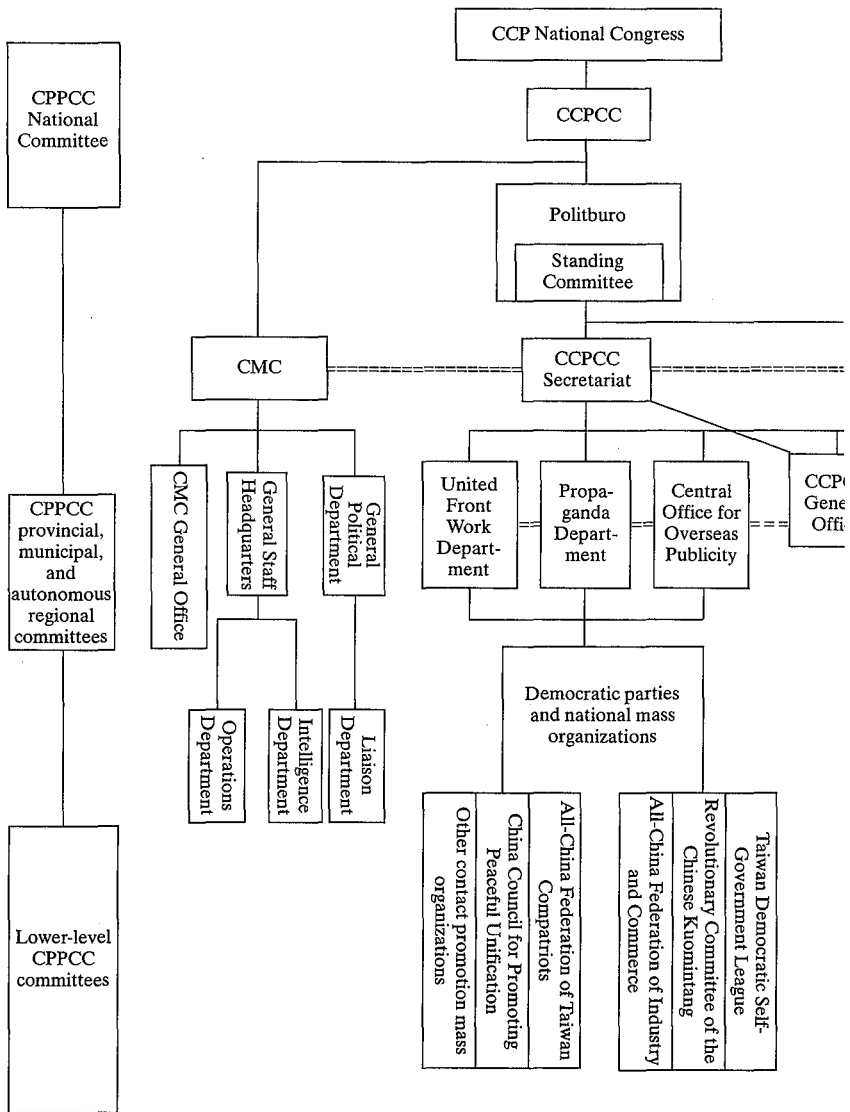 CCP National Congress
CPPCC
National
Committee
CCPCC
Politburo
Standing
Committee
CMC
CCPCC
Secretariat
CMC General Office
General Staff
Headquarters
General
Political
Department
United
Front
Work
Depart-
ment
Propa-
ganda
Depart-
ment
Central
Office for
Overseas
Publicity
CPPCC
provincial,
municipal,
and
autonomous
regional
committees
Operations
Department
Intelligence
Department
Liaison
Department
Democratic parties
and national mass
organizations
Other contact promotion mass
organizations
China Council for Promoting
Peaceful Unification
All-China Federation of Taiwan
Compatriots
All-China Federation of Industry
and Commerce
Revolutionary Committee of the
Chinese Kuomintang
Taiwan Democratic Self-
Government League
Lower-level
CPPCC
committees